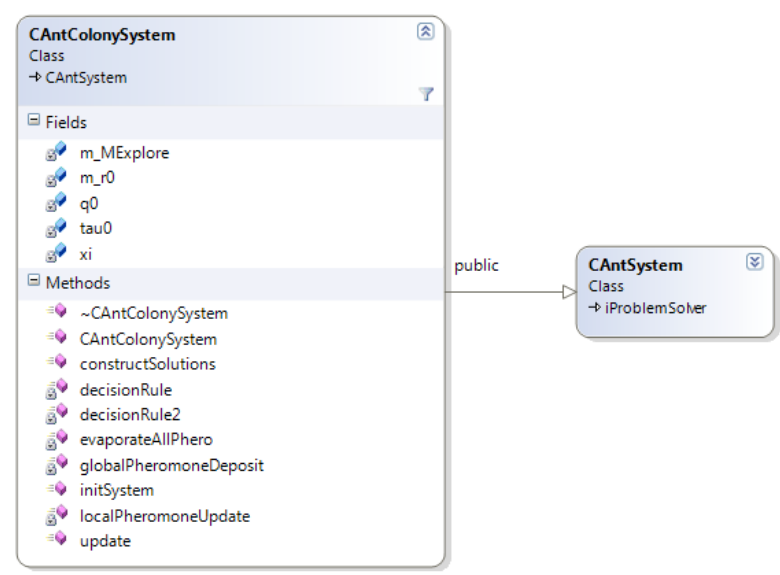 CAntColonySystem
Class
CAntSystem
Fields
m_MExplore
m_r0
q0
tau0
xi
Methods
~CAntColonySystem
CAntColonySystem
constructSolutions
decisionRule
decisionRule2
evaporateAllPhero
globalPheromoneDeposit
initSystem
localPheromoneUpdate
update
public
CAntSystem
Class
iProblemSolver